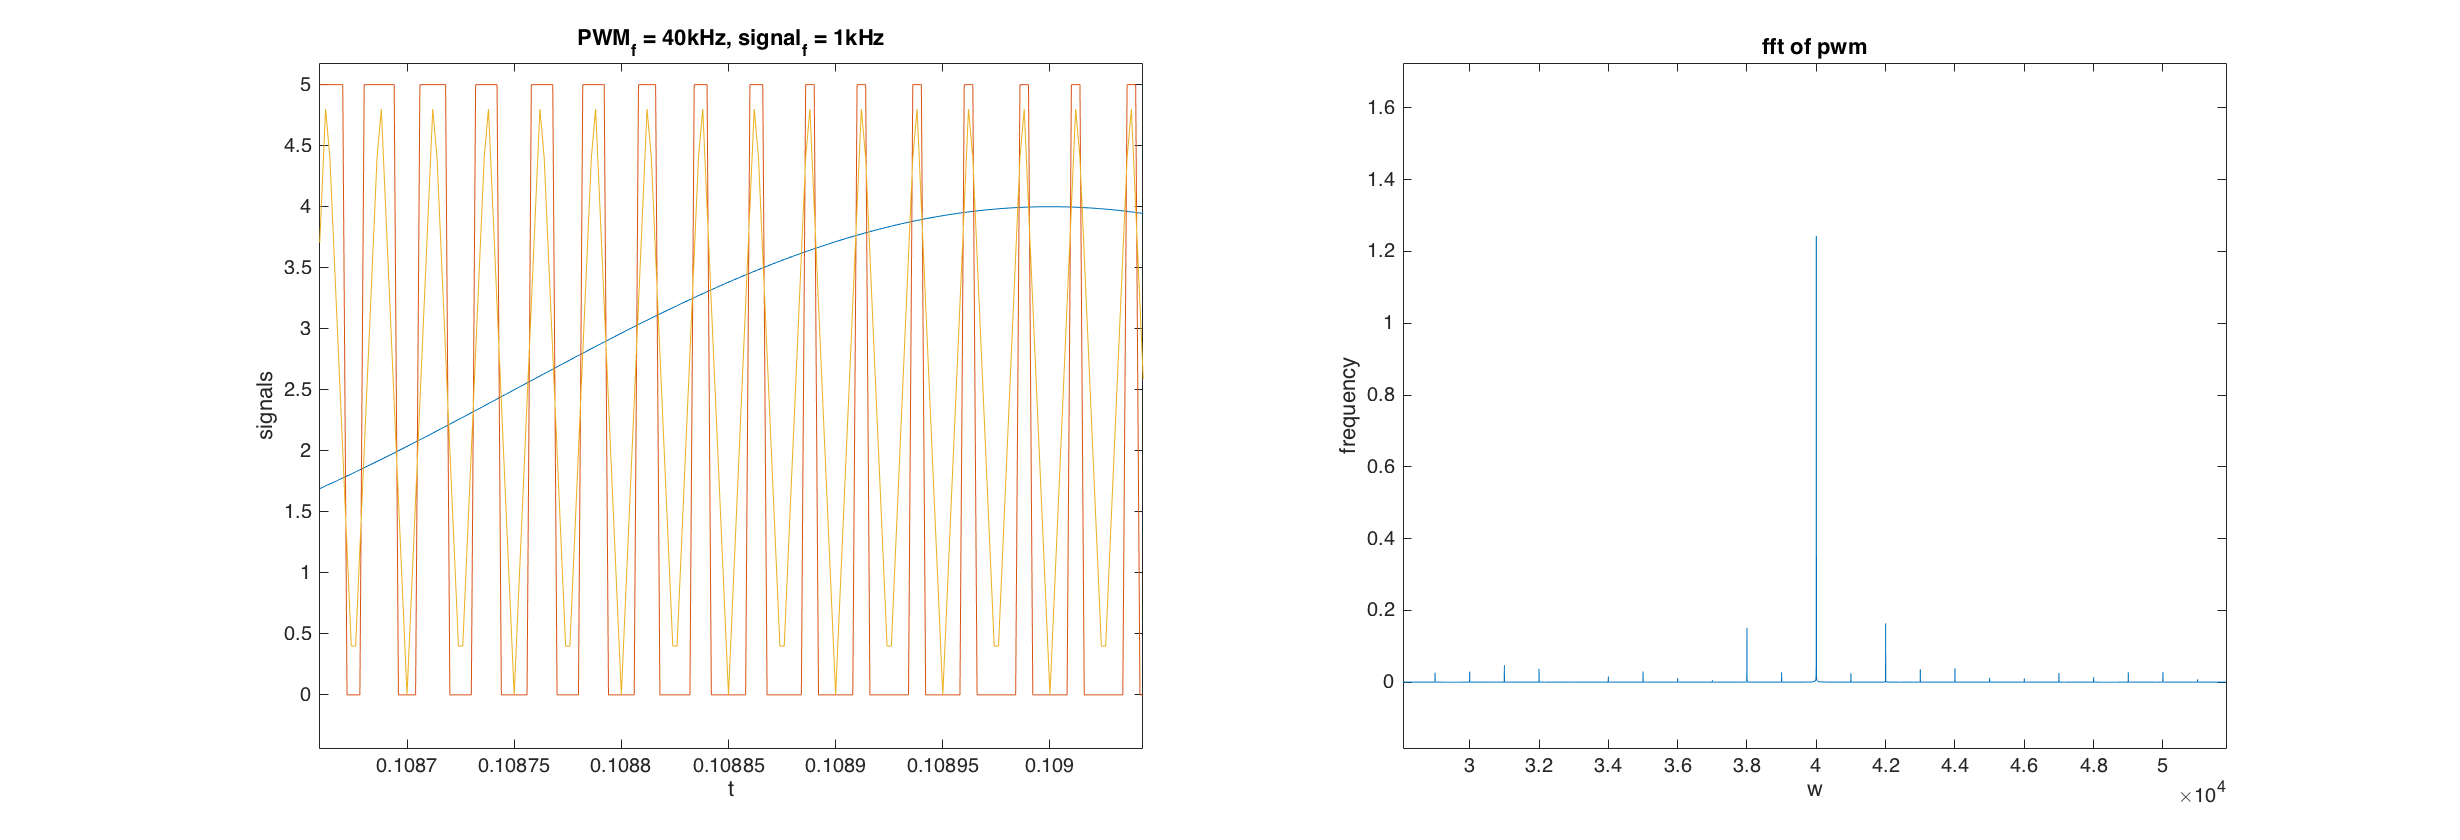 PWMf = 40kHz, signalf = 1kHz
signals
5
4.5
4
3.5
3
2.5
2
1.5
1
0.5
0
0.1087 0.10875 0.1088 0.10885 0.1089 0.10895 0.109
t
fft of pwm
frequency
1.6
1.4
1.2
1
0.8
0.6
0.4
0.2
0
3 3.2 3.4 3.6 3.8 4 4.2 4.4 4.6 4.8 5
w
×10^4